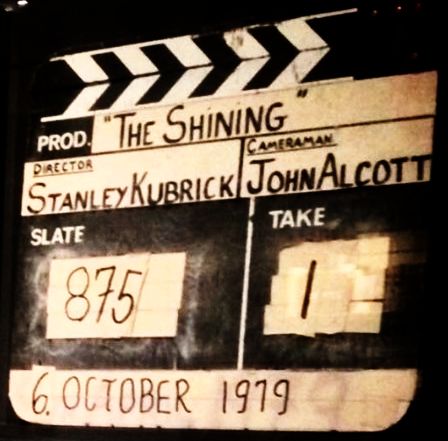 PROD. "THE SHINING"
DIRECTOR CAMERAMAN
STANLEY KUBRICK JOHN ALCOTT
SLATE TAKE
875 1
6. OCTOBER 1979